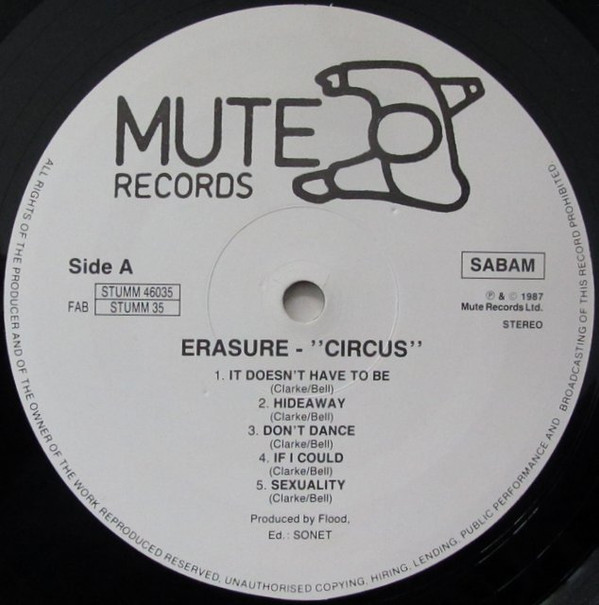 MUTE
RECORDS
Side A
STUMM 46035
FAB STUMM 35
SABAM
℗ & © 1987
Mute Records Ltd.
STEREO
ERASURE - ''CIRCUS''
1. IT DOESN'T HAVE TO BE
(Clarke/Bell)
2. HIDEAWAY
(Clarke/Bell)
3. DON'T DANCE
(Clarke/Bell)
4. IF I COULD
(Clarke/Bell)
5. SEXUALITY
(Clarke/Bell)
Produced by Flood,
Ed.: SONET
ALL RIGHTS OF THE PRODUCER AND OF THE OWNER OF THE WORK REPRODUCED RESERVED, UNAUTHORISED COPYING, HIRING, LENDING, PUBLIC PERFORMANCE AND BROADCASTING OF THIS RECORD PROHIBITED